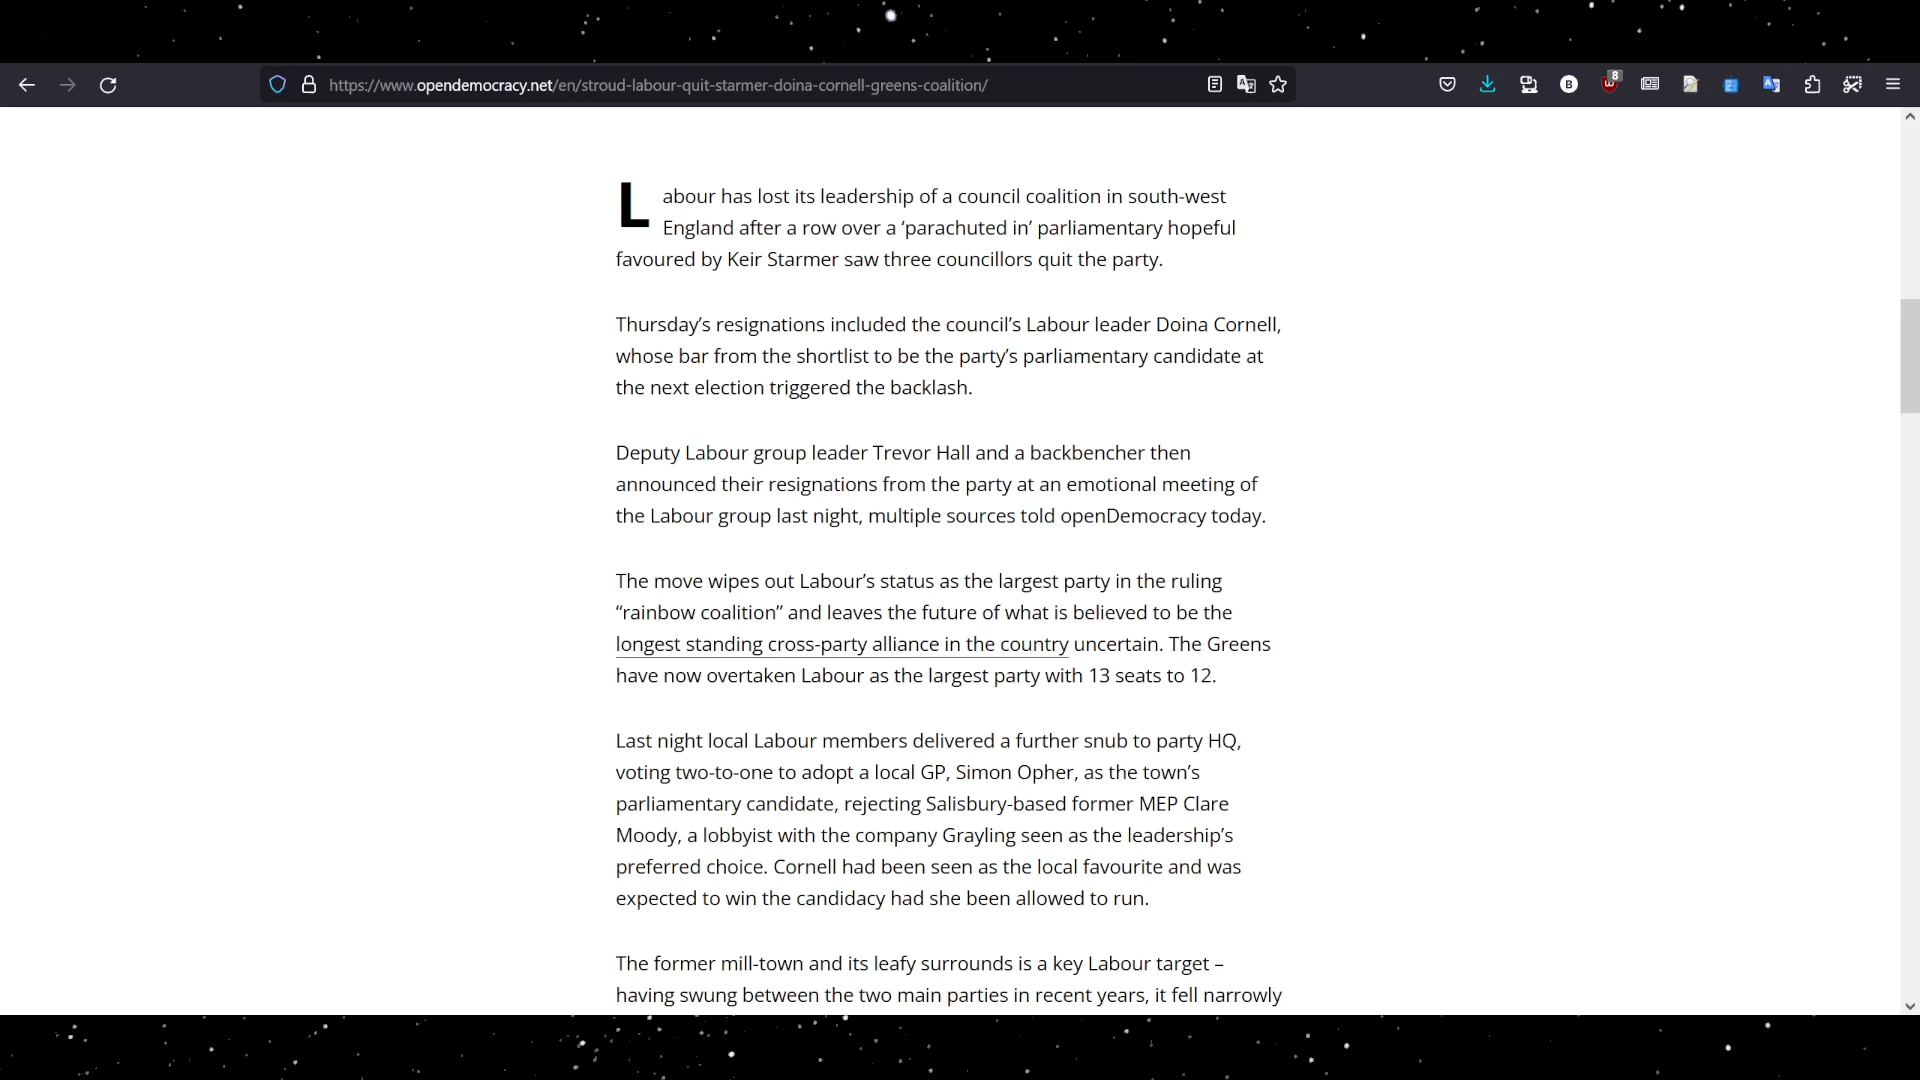 https://www.opendemocracy.net/en/stroud-labour-quit-starmer-doina-cornell-greens-coalition/
8
Labour has lost its leadership of a council coalition in south-west
England after a row over a ‘parachuted in’ parliamentary hopeful
favoured by Keir Starmer saw three councillors quit the party.
Thursday’s resignations included the council’s Labour leader Doina Cornell,
whose bar from the shortlist to be the party’s parliamentary candidate at
the next election triggered the backlash.
Deputy Labour group leader Trevor Hall and a backbencher then
announced their resignations from the party at an emotional meeting of
the Labour group last night, multiple sources told openDemocracy today.
The move wipes out Labour’s status as the largest party in the ruling
“rainbow coalition” and leaves the future of what is believed to be the
longest standing cross-party alliance in the country uncertain. The Greens
have now overtaken Labour as the largest party with 13 seats to 12.
Last night local Labour members delivered a further snub to party HQ,
voting two-to-one to adopt a local GP, Simon Opher, as the town’s
parliamentary candidate, rejecting Salisbury-based former MEP Clare
Moody, a lobbyist with the company Grayling seen as the leadership’s
preferred choice. Cornell had been seen as the local favourite and was
expected to win the candidacy had she been allowed to run.
The former mill-town and its leafy surrounds is a key Labour target –
having swung between the two main parties in recent years, it fell narrowly